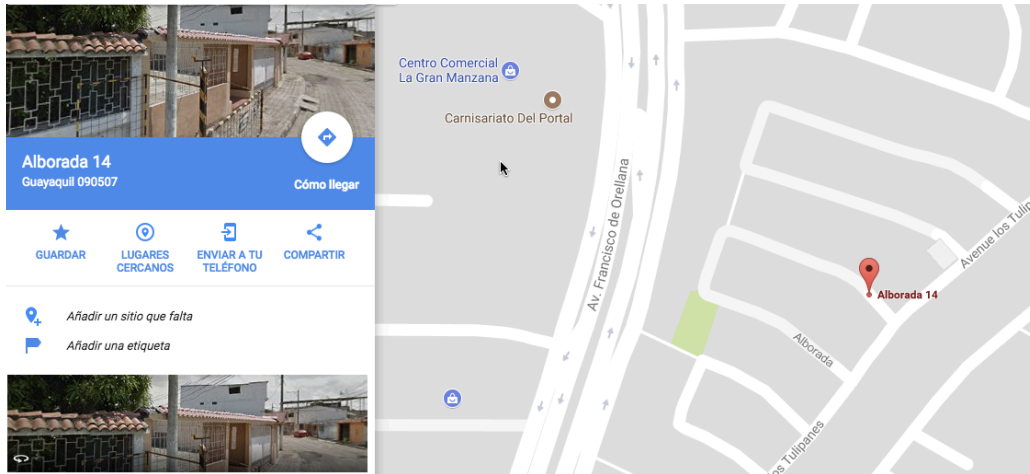 Alborada 14
Guayaquil 090507
Cómo llegar
GUARDAR
LUGARES
CERCANOS
ENVIAR A TU
TELÉFONO
COMPARTIR
Añadir un sitio que falta
Añadir una etiqueta
Centro Comercial
La Gran Manzana
Carnisariato Del Portal
Av. Francisco de Orellana
Avenue los Tulip
Alborada 14
Alborada
los Tulipanes